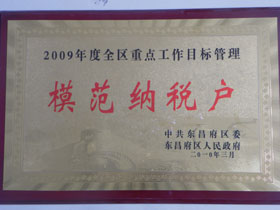 2009年度全区重点工作目标管理
模范纳税户
中共东昌府区委
东昌府区人民政府
二〇一〇年三月